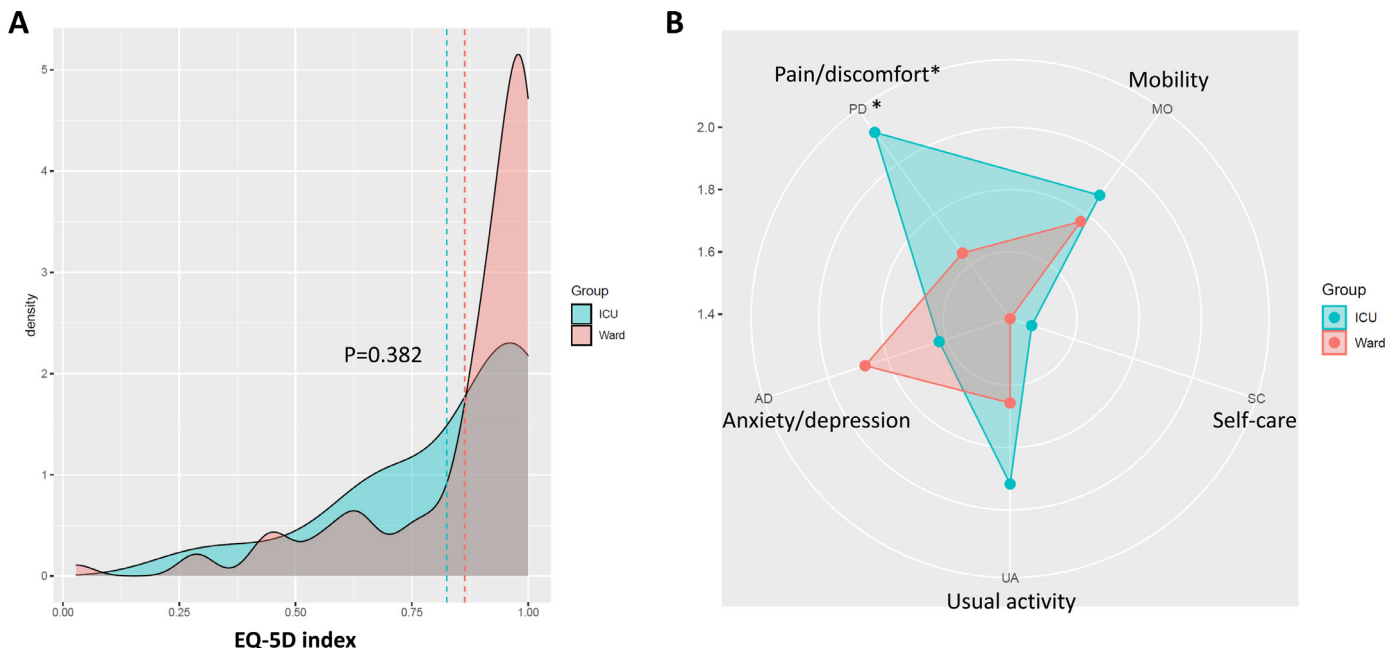 A
5
4
3
2
1
0
density
P=0.382
0.00
0.25
0.50
0.75
1.00
EQ-5D index
Group
ICU
Ward
B
Pain/discomfort*
PD *
Mobility
MO
2.0
1.8
1.6
1.4
AD
Anxiety/depression
SC
Self-care
UA
Usual activity
Group
ICU
Ward